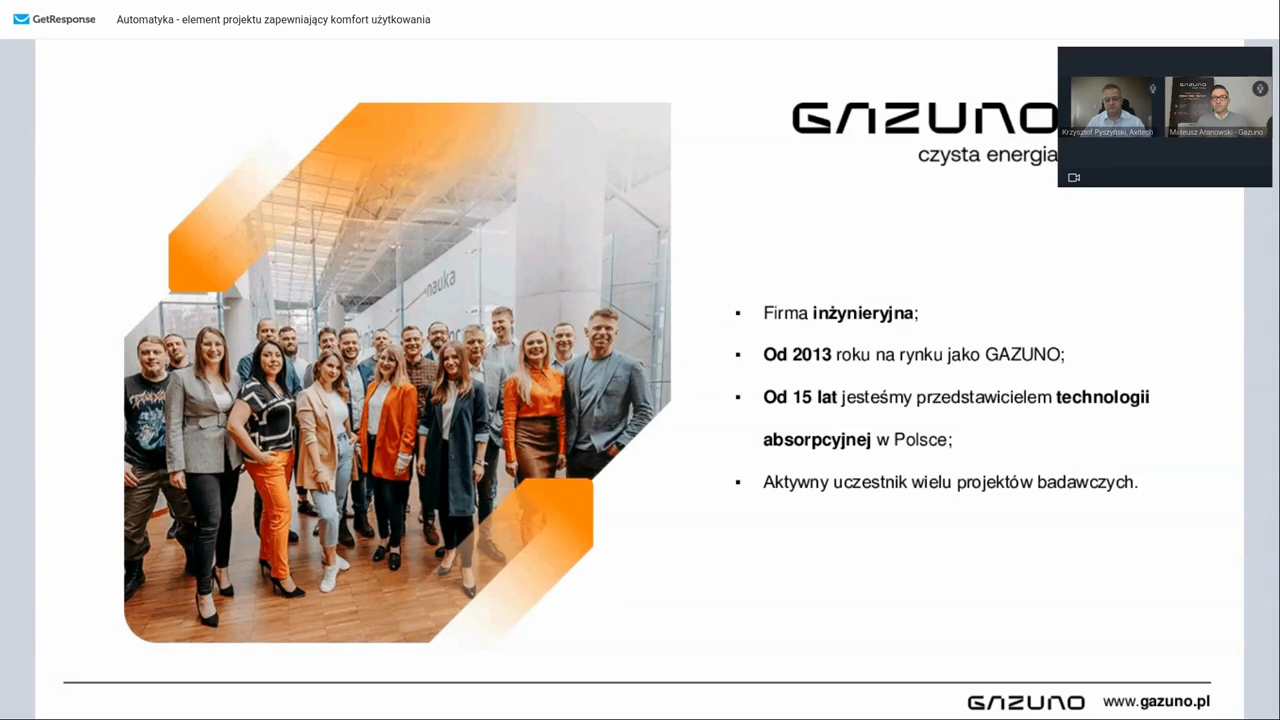 GetResponse
Automatyka - element projektu zapewniający komfort użytkowania
GAZUNO
czysta energia
Krzysztof Pyszyński, Axitech
Mateusz Aranowski - Gazuno
GAZUNO
nauka
▪ Firma inżynieryjna;
▪ Od 2013 roku na rynku jako GAZUNO;
▪ Od 15 lat jesteśmy przedstawicielem technologii
absorpcyjnej w Polsce;
▪ Aktywny uczestnik wielu projektów badawczych.
GAZUNO www.gazuno.pl